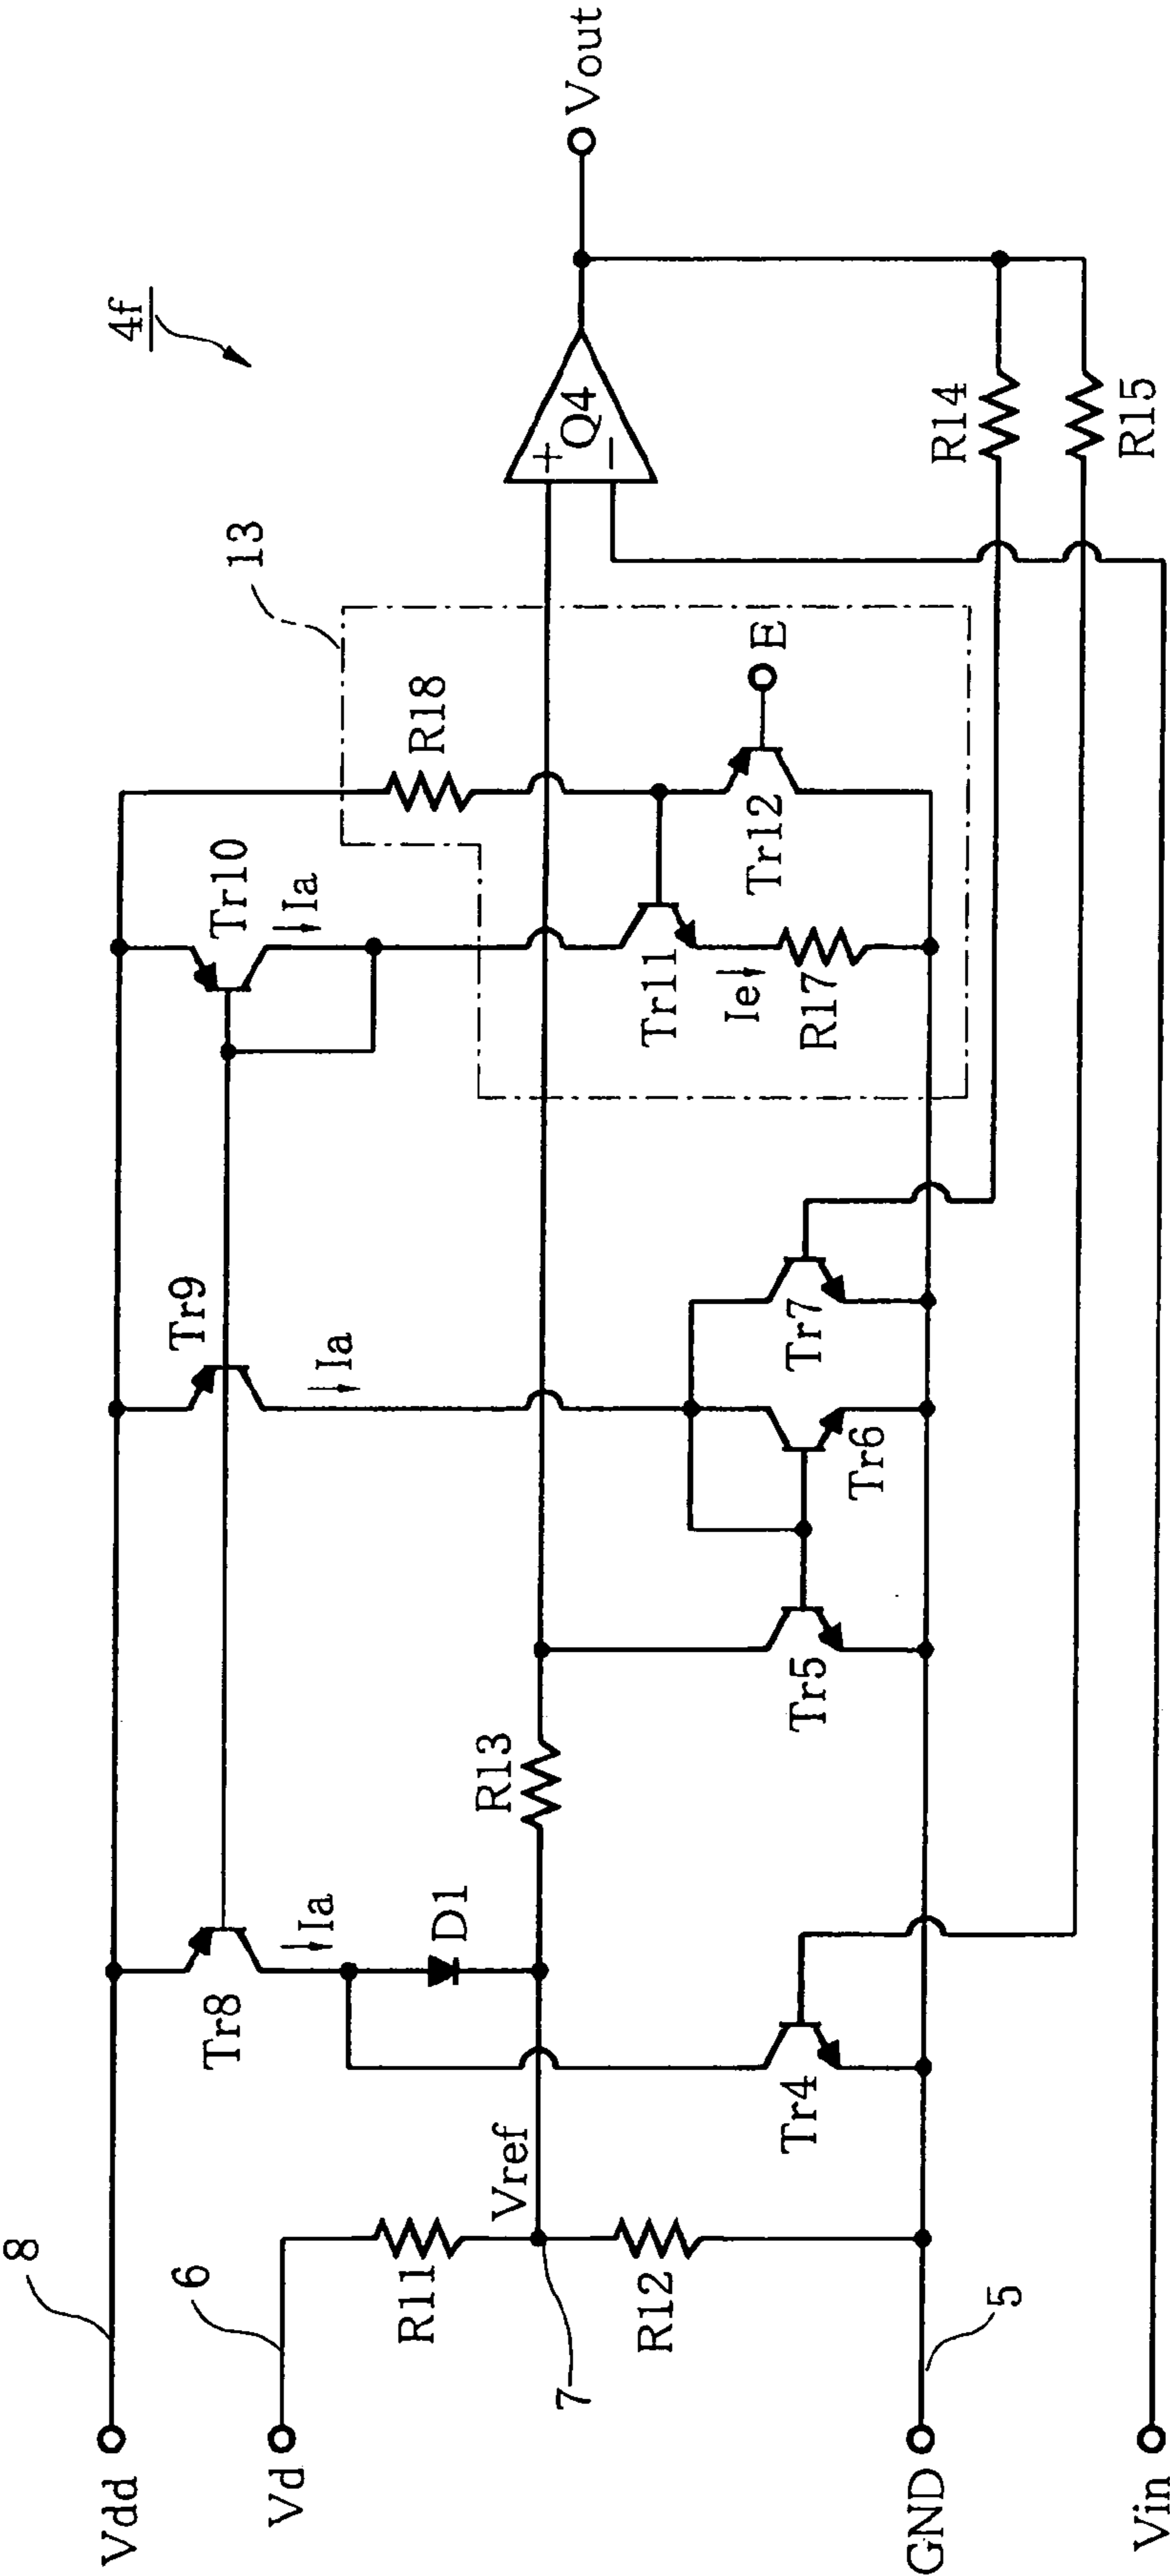 4f
8
Vdd
6
Vd
Tr8
Ia
Tr9
Ia
Tr10
Ia
13
R18
R11
Vref
7
R12
D1
R13
Q4
+
−
Vout
Tr4
Tr5
Tr6
Tr7
Tr11
Ie
R17
Tr12
E
5
GND
R14
R15
Vin